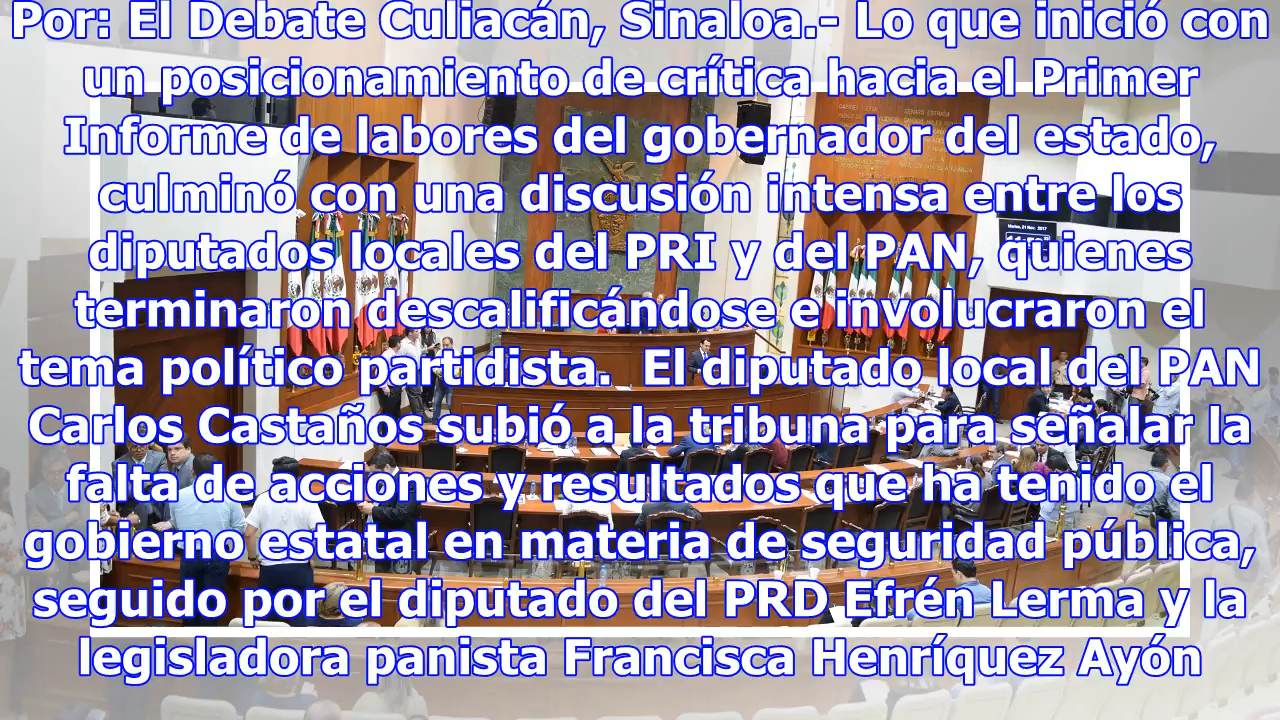 Por: El Debate Culiacán, Sinaloa.- Lo que inició con
un posicionamiento de crítica hacia el Primer
Informe de labores del gobernador del estado,
culminó con una discusión intensa entre los
diputados locales del PRI y del PAN, quienes
terminaron descalificándose e involucraron el
tema político partidista.  El diputado local del PAN
Carlos Castaños subió a la tribuna para señalar la
falta de acciones y resultados que ha tenido el
gobierno estatal en materia de seguridad pública,
seguido por el diputado del PRD Efrén Lerma y la
legisladora panista Francisca Henríquez Ayón
Martes, 21 Nov. 2017